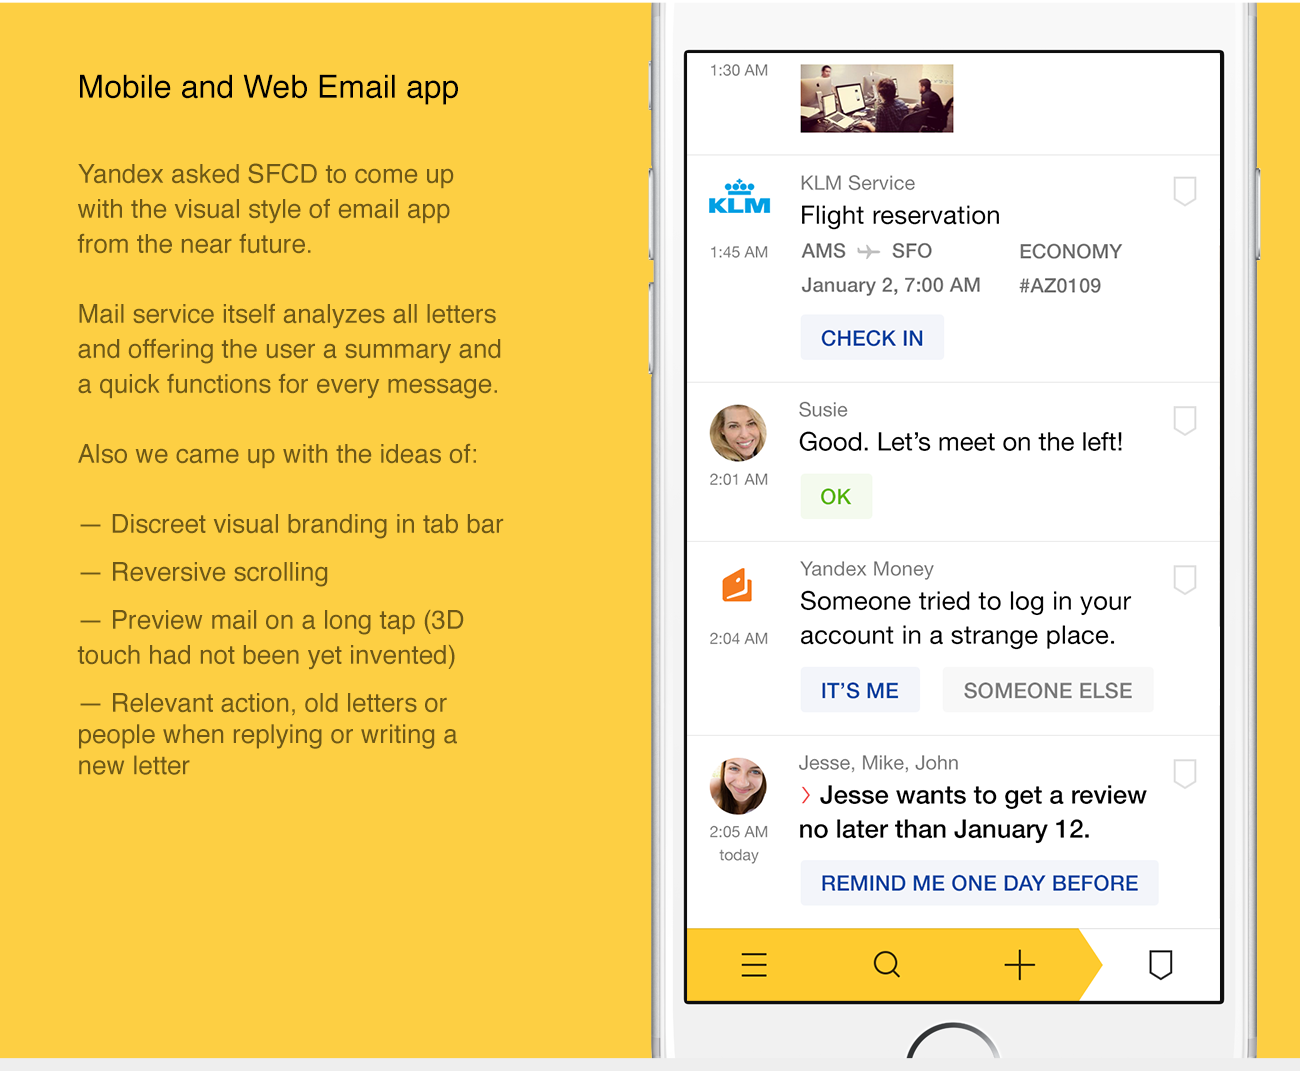 Mobile and Web Email app
Yandex asked SFCD to come up
with the visual style of email app
from the near future.
Mail service itself analyzes all letters
and offering the user a summary and
a quick functions for every message.
Also we came up with the ideas of:
— Discreet visual branding in tab bar
— Reversive scrolling
— Preview mail on a long tap (3D
touch had not been yet invented)
— Relevant action, old letters or
people when replying or writing a
new letter
1:30 AM
KLM
KLM Service
Flight reservation
1:45 AM
AMS SFO
ECONOMY
January 2, 7:00 AM
#AZ0109
CHECK IN
Susie
Good. Let’s meet on the left!
2:01 AM
OK
Yandex Money
Someone tried to log in your
account in a strange place.
2:04 AM
IT’S ME
SOMEONE ELSE
Jesse, Mike, John
Jesse wants to get a review
no later than January 12.
2:05 AM
today
REMIND ME ONE DAY BEFORE